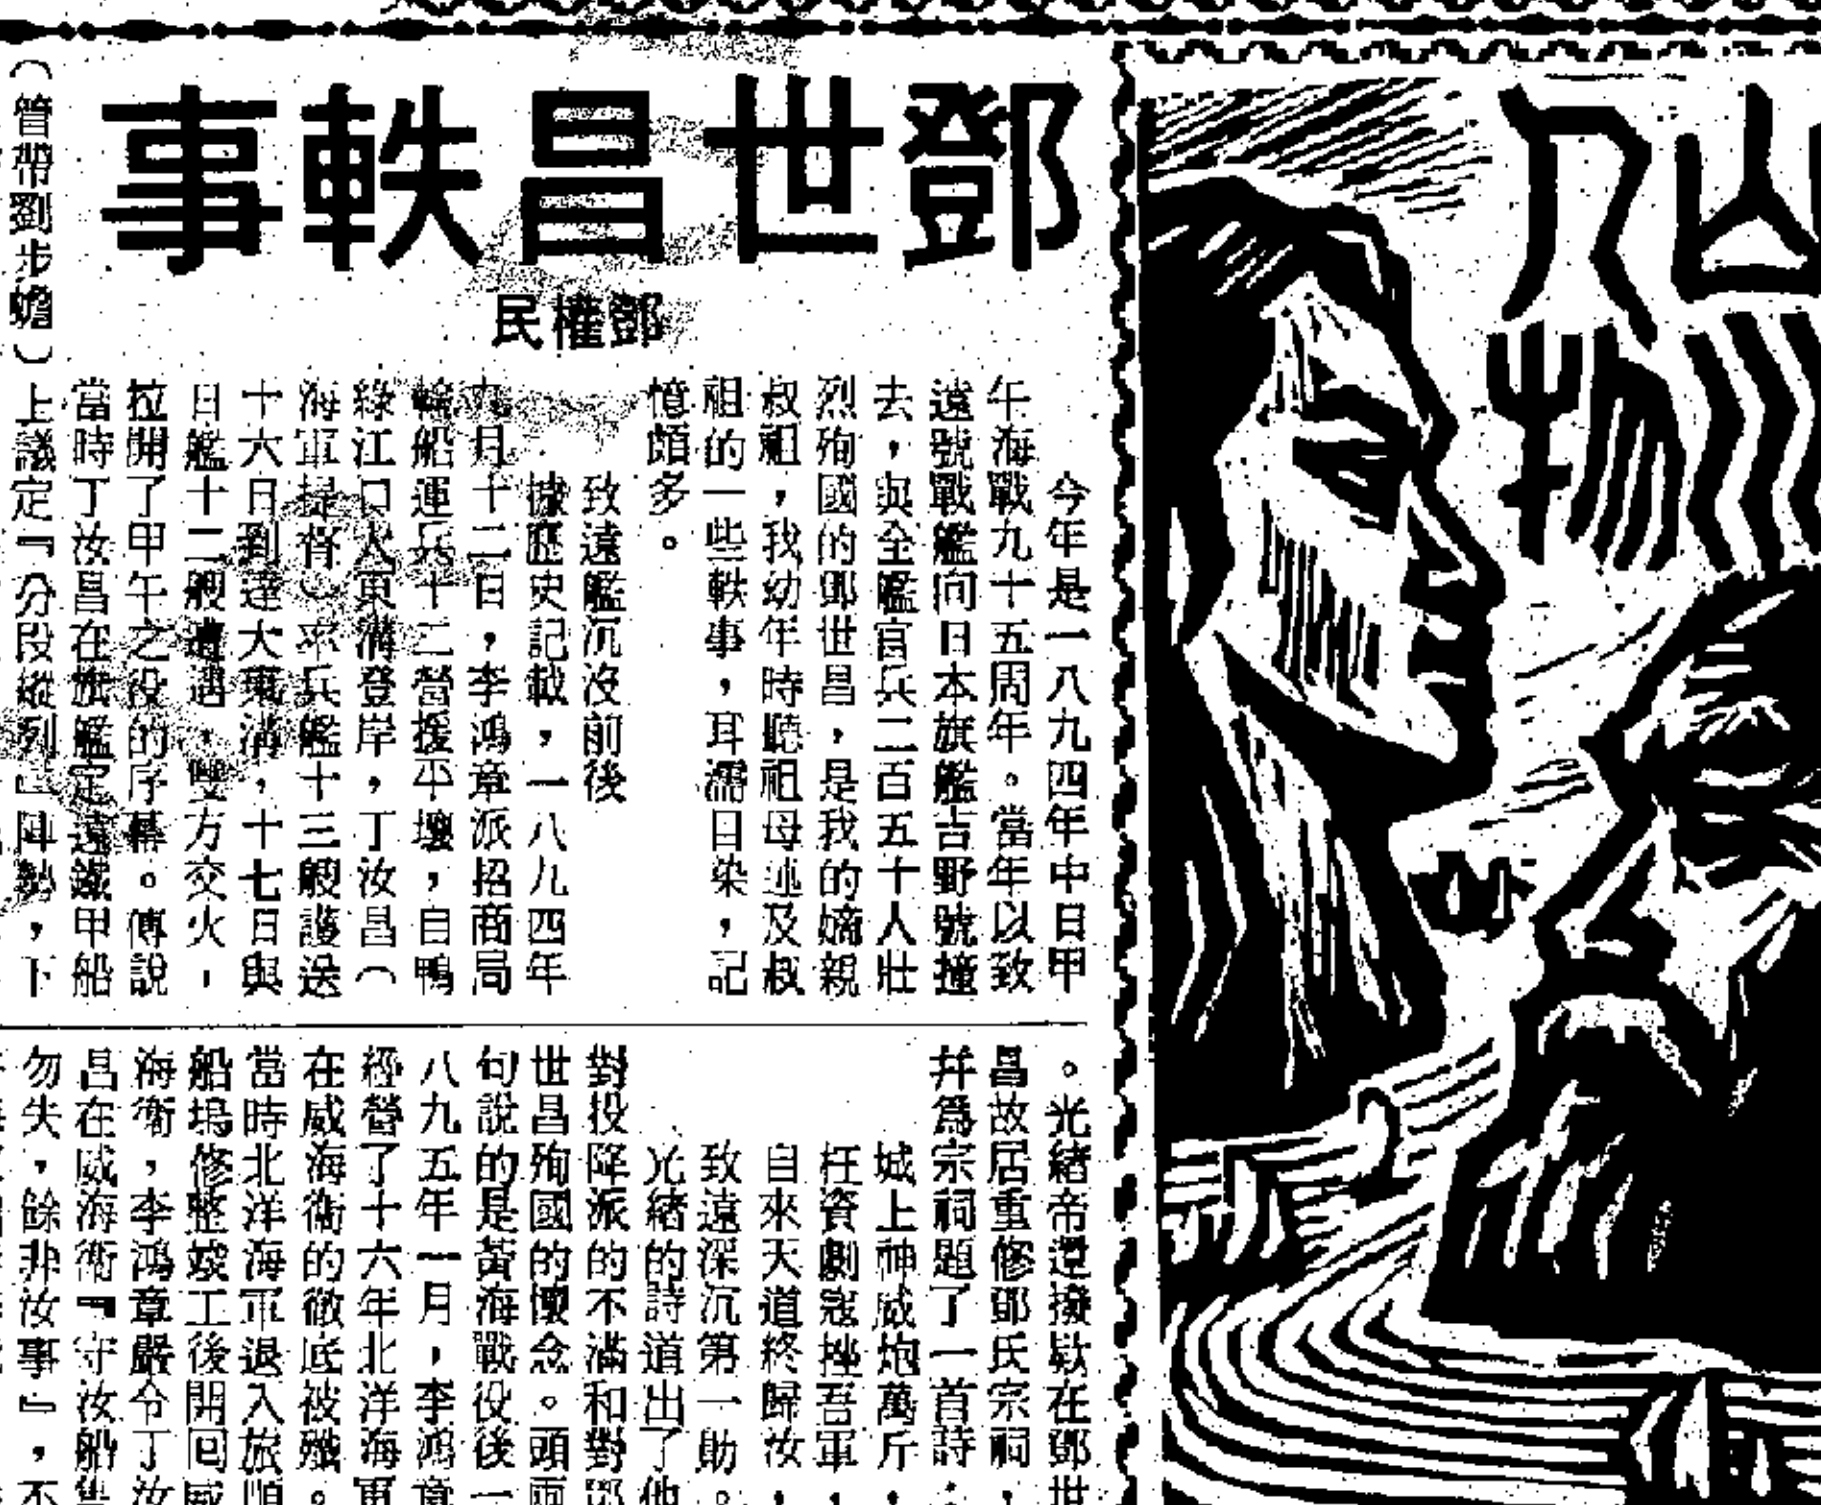 人物
鄧世昌軼事
鄧權民
今年是一八九四年中日甲
午海戰九十五周年。當年以致
遠號戰艦向日本旗艦吉野號撞
去，與全艦官兵二百五十人壯
烈殉國的鄧世昌，是我的嫡親
叔祖，我幼年時聽祖母述及叔
祖的一些軼事，耳濡目染，記
憶頗多。
致遠艦沉沒前後
據歷史記載，一八九四年
九月十二日，李鴻章派招商局
輪船運兵十二營援平壤，自鴨
綠江口大東溝登岸，丁汝昌（
海軍提督）率兵艦十三艘護送
十六日到達大東溝，十七日與
日艦十二艘遭遇，雙方交火，
拉開了甲午之役的序幕。傳說
當時丁汝昌在旗艦定遠鐵甲船
（管帶劉步蟾）上議定『分段縱列』陣勢，下
。光緒帝還撥款在鄧世
昌故居重修鄧氏宗祠，
幷爲宗祠題了一首詩：
城上神威炮萬斤，
枉資劇寇挫吾軍，
自來天道終歸汝，
致遠深沉第一勛。
光緒的詩道出了他
對投降派的不滿和對鄧
世昌殉國的懷念。頭兩
句說的是黃海戰役後一
八九五年一月，李鴻章
經營了十六年北洋海軍
在威海衛的徹底被殲。
當時北洋海軍退入旅順
船塢修整竣工後開回威
海衛，李鴻章嚴令丁汝
昌在威海衛『守汝船隻
勿失，餘非汝事』，不